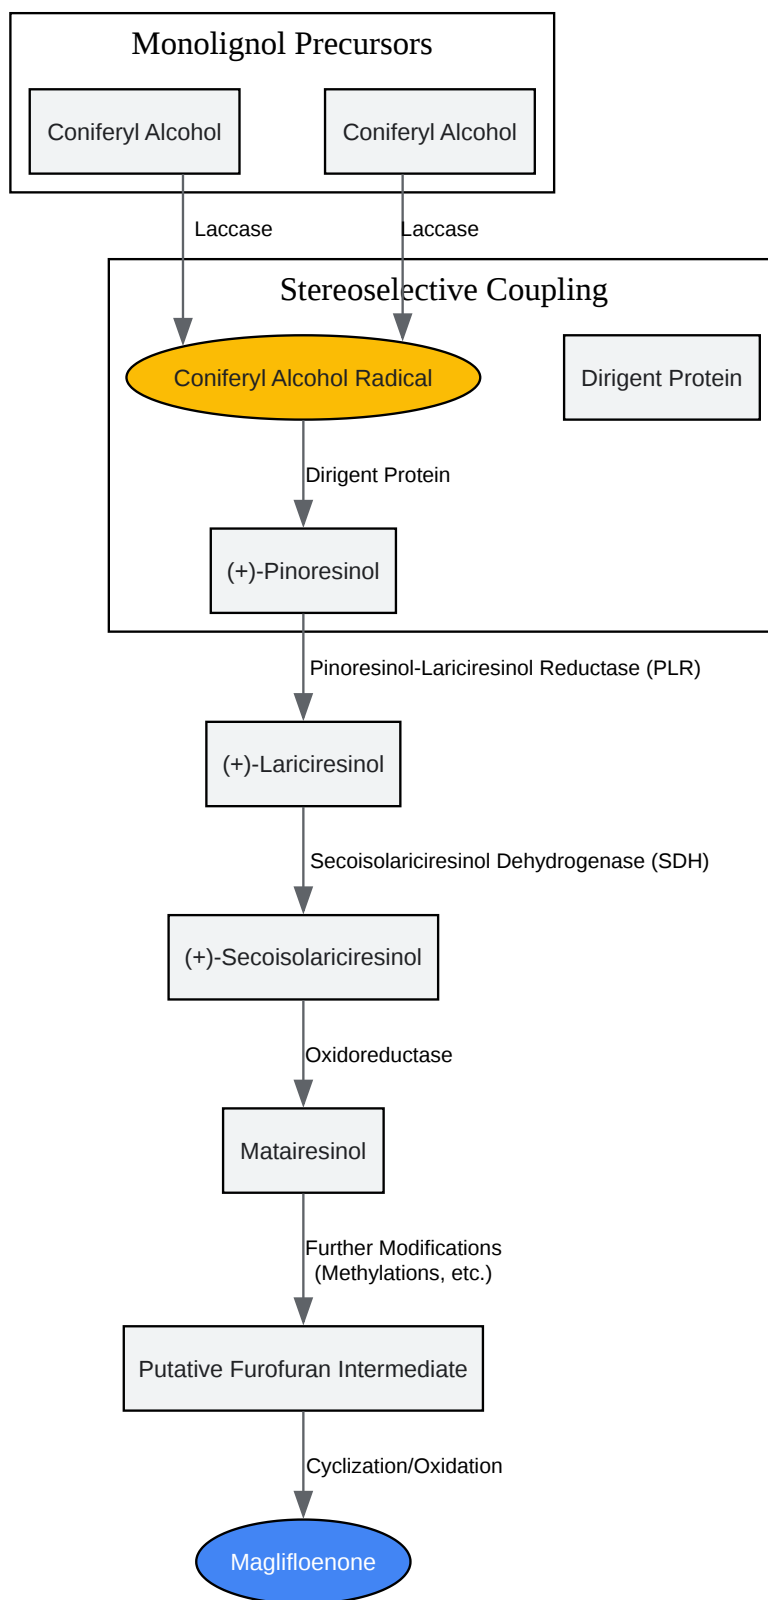 Monolignol Precursors
Coniferyl Alcohol
Coniferyl Alcohol
Laccase
Laccase
Stereoselective Coupling
Coniferyl Alcohol Radical
Dirigent Protein
Dirigent Protein
(+)-Pinoresinol
Pinoresinol-Lariciresinol Reductase (PLR)
(+)-Lariciresinol
Secoisolariciresinol Dehydrogenase (SDH)
(+)-Secoisolariciresinol
Oxidoreductase
Matairesinol
Further Modifications
(Methylations, etc.)
Putative Furofuran Intermediate
Cyclization/Oxidation
Maglifloenone